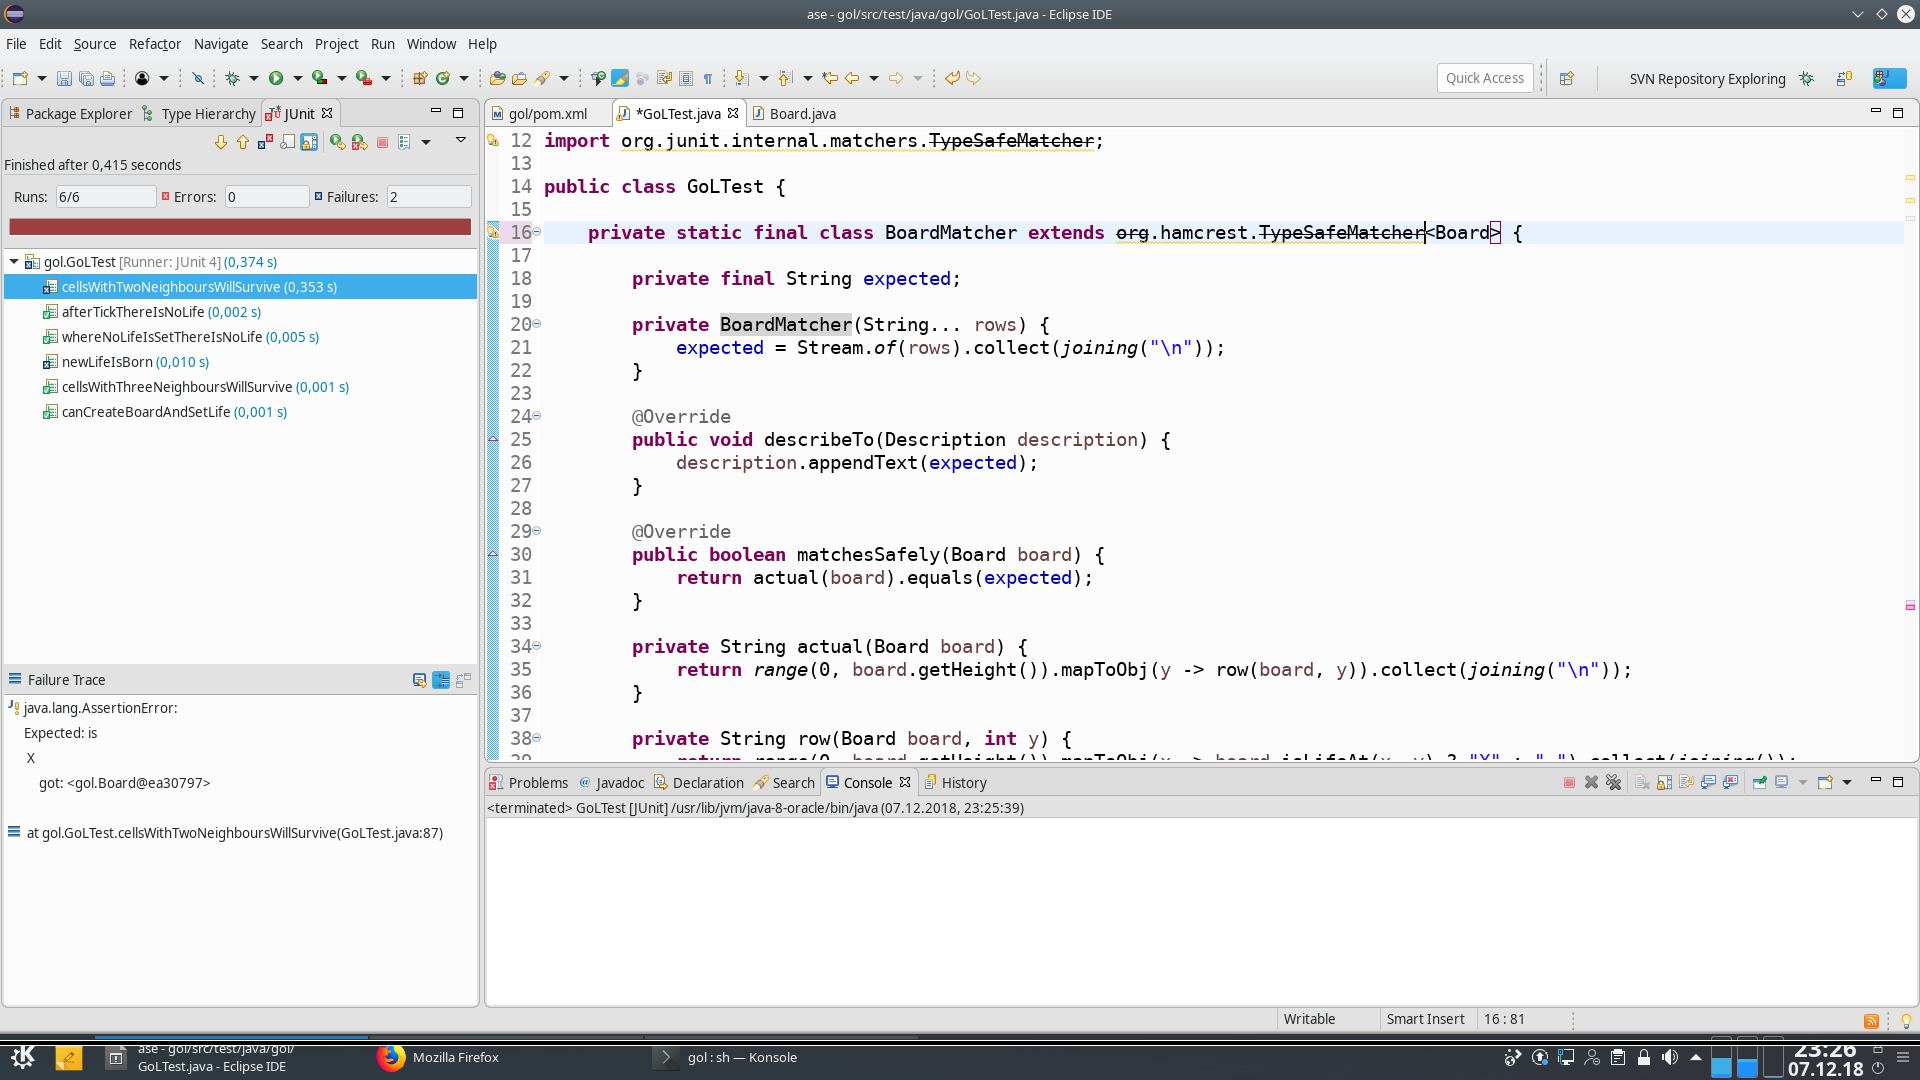 ase - gol/src/test/java/gol/GoLTest.java - Eclipse IDE
File Edit Source Refactor Navigate Search Project Run Window Help
Quick Access
SVN Repository Exploring
Package Explorer Type Hierarchy JUnit
Finished after 0,415 seconds
Runs: 6/6 Errors: 0 Failures: 2
gol.GoLTest [Runner: JUnit 4] (0,374 s)
cellsWithTwoNeighboursWillSurvive (0,353 s)
afterTickThereIsNoLife (0,002 s)
whereNoLifeIsSetThereIsNoLife (0,005 s)
newLifeIsBorn (0,010 s)
cellsWithThreeNeighboursWillSurvive (0,001 s)
canCreateBoardAndSetLife (0,001 s)
Failure Trace
java.lang.AssertionError:
Expected: is
X
got: <gol.Board@ea30797>
at gol.GoLTest.cellsWithTwoNeighboursWillSurvive(GoLTest.java:87)
gol/pom.xml *GoLTest.java Board.java
12 import org.junit.internal.matchers.TypeSafeMatcher;
13
14 public class GoLTest {
15
16 private static final class BoardMatcher extends org.hamcrest.TypeSafeMatcher<Board> {
17
18 private final String expected;
19
20 private BoardMatcher(String... rows) {
21 expected = Stream.of(rows).collect(joining("\n"));
22 }
23
24 @Override
25 public void describeTo(Description description) {
26 description.appendText(expected);
27 }
28
29 @Override
30 public boolean matchesSafely(Board board) {
31 return actual(board).equals(expected);
32 }
33
34 private String actual(Board board) {
35 return range(0, board.getHeight()).mapToObj(y -> row(board, y)).collect(joining("\n"));
36 }
37
38 private String row(Board board, int y) {
Problems Javadoc Declaration Search Console History
<terminated> GoLTest [JUnit] /usr/lib/jvm/java-8-oracle/bin/java (07.12.2018, 23:25:39)
Writable Smart Insert 16 : 81
ase - gol/src/test/java/gol/
GoLTest.java - Eclipse IDE
Mozilla Firefox
gol : sh — Konsole
23:26
07.12.18